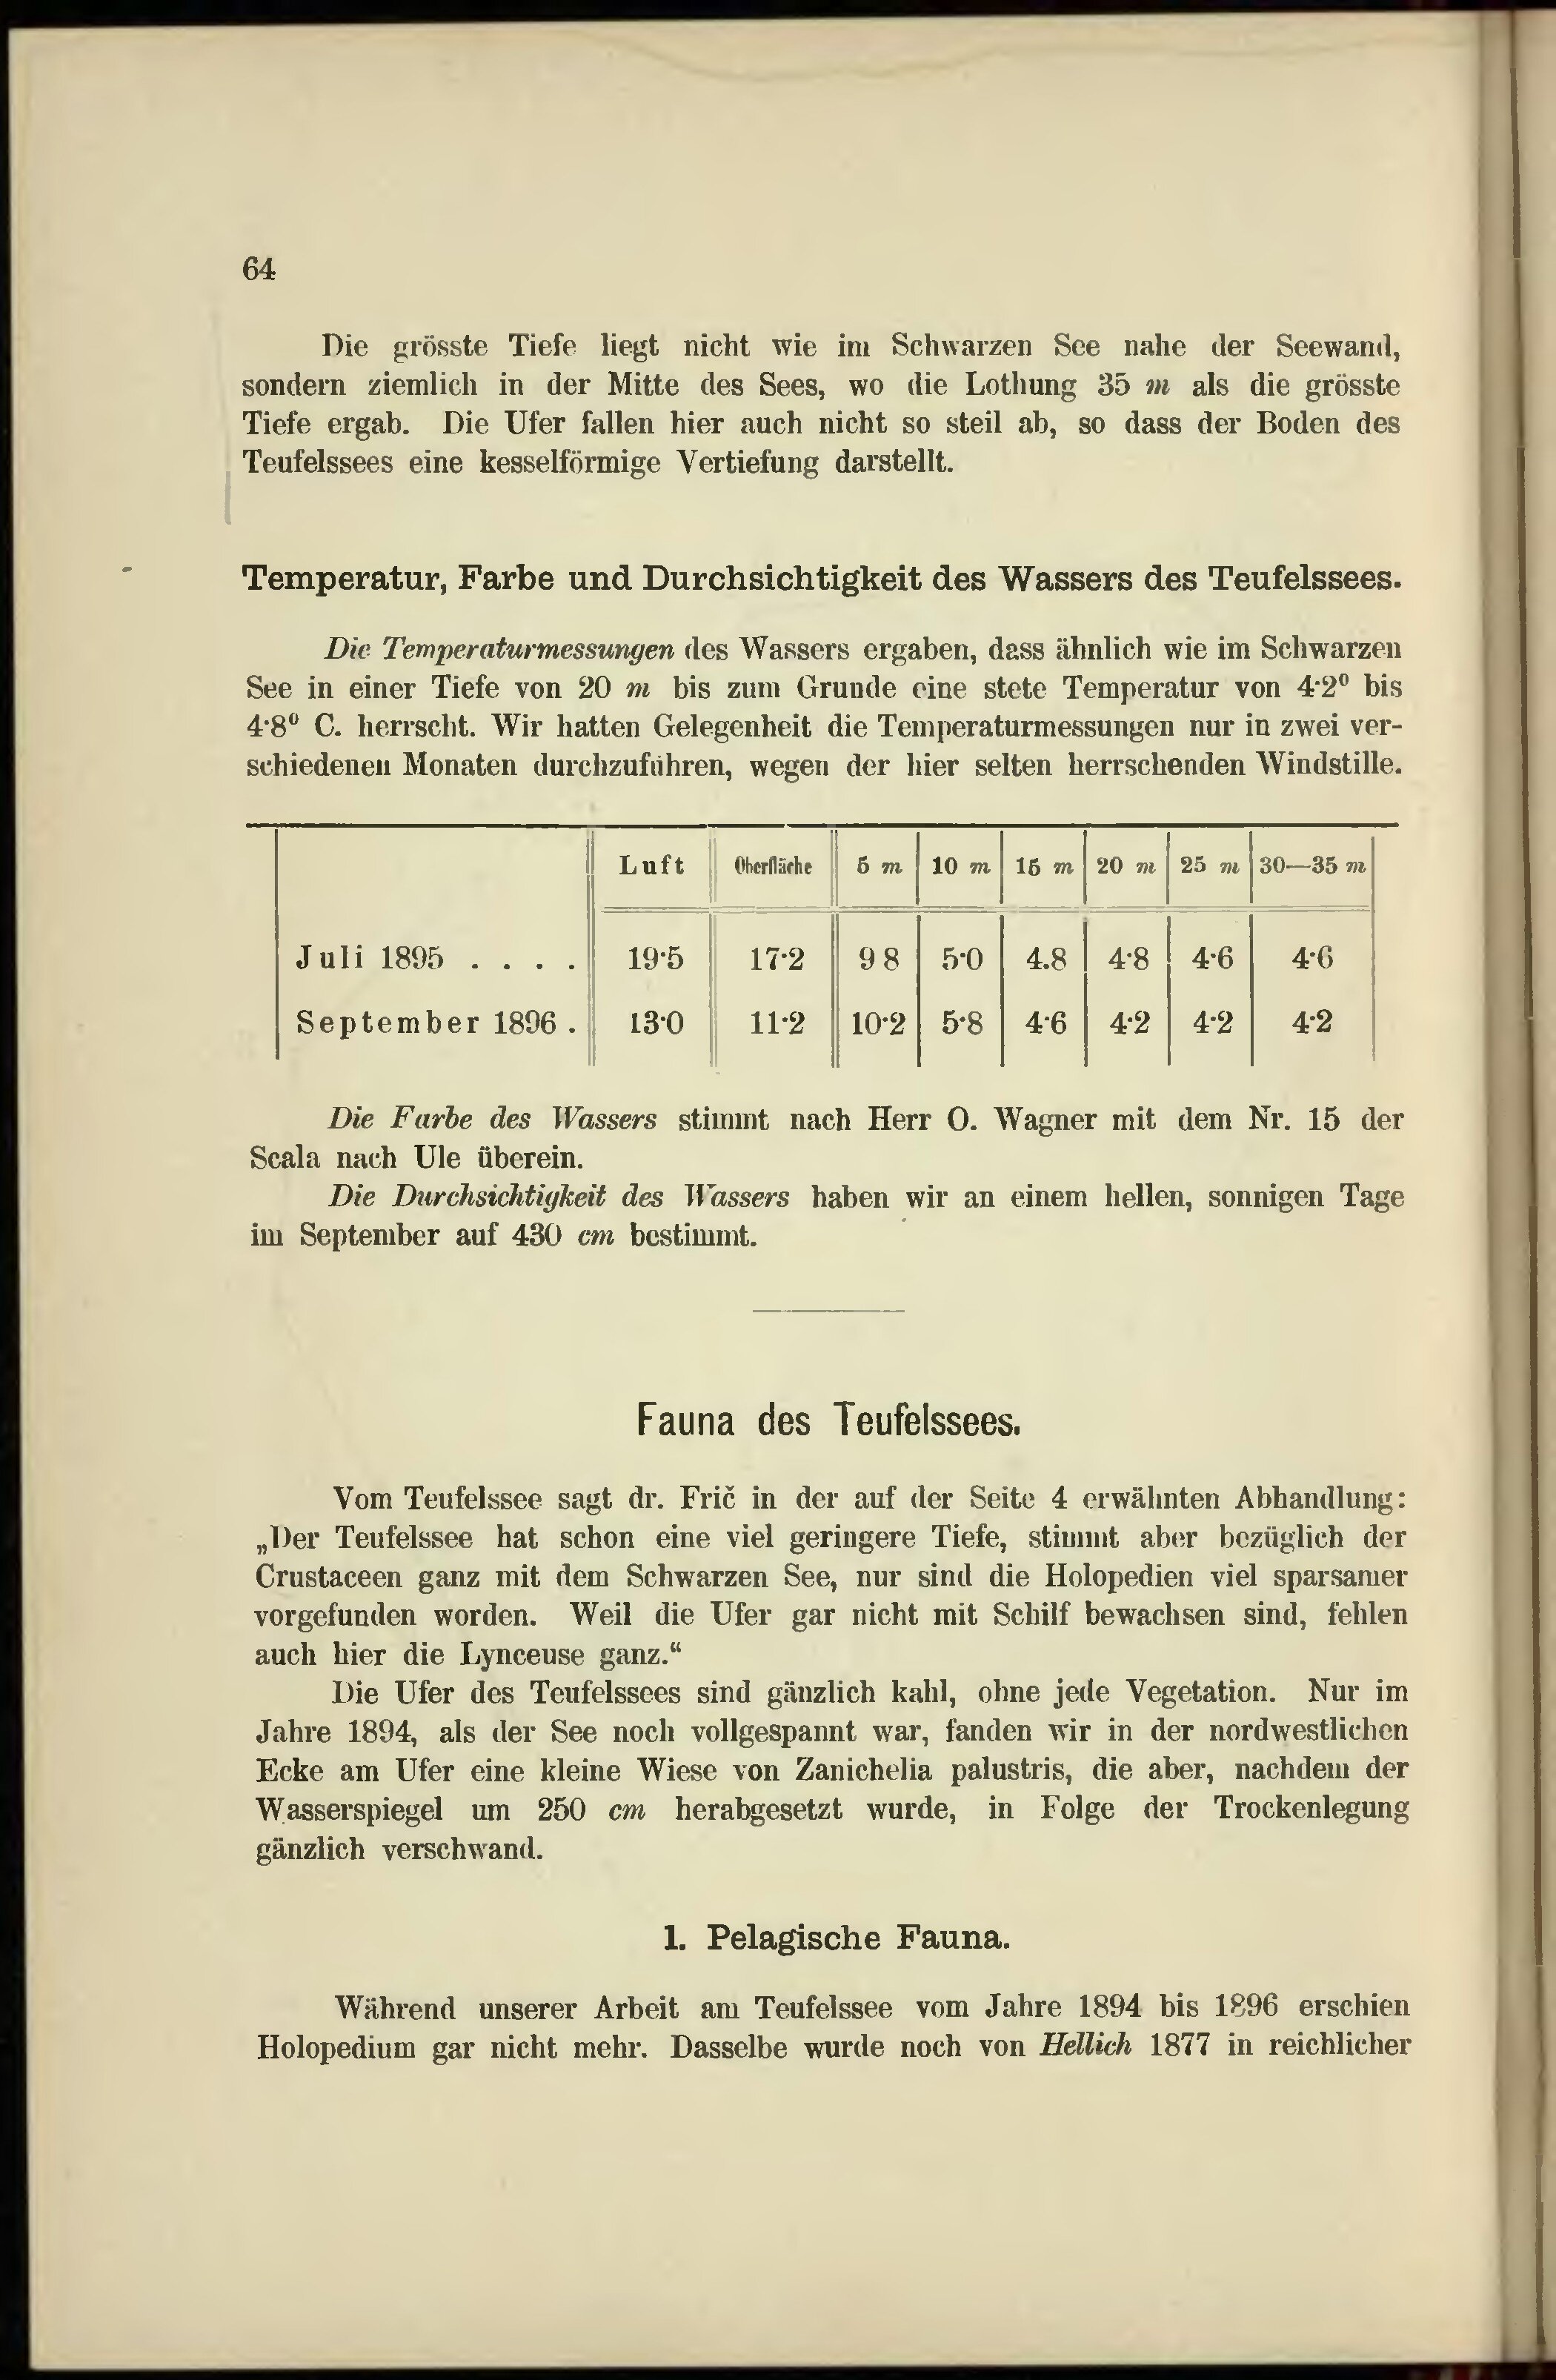 64
Die grösste Tiefe liegt nicht wie im Schwarzen See nahe der Seewand,
sondern ziemlich in der Mitte des Sees, wo die Lothung 35 m als die grösste
Tiefe ergab. Die Ufer fallen hier auch nicht so steil ab, so dass der Boden des
Teufelssees eine kesselförmige Vertiefung darstellt.
Temperatur, Farbe und Durchsichtigkeit des Wassers des Teufelssees.
Die Temperaturmessungen des Wassers ergaben, dass ähnlich wie im Schwarzen
See in einer Tiefe von 20 m bis zum Grunde eine stete Temperatur von 4·2⁰ bis
4·8⁰ C. herrscht. Wir hatten Gelegenheit die Temperaturmessungen nur in zwei ver-
schiedenen Monaten durchzuführen, wegen der hier selten herrschenden Windstille.
Luft Oberfläche 5 m 10 m 15 m 20 m 25 m 30—35 m
Juli 1895 . . . . 19·5 17·2 9 8 5·0 4.8 4·8 4·6 4·6
September 1896 . 13·0 11·2 10·2 5·8 4·6 4·2 4·2 4·2
Die Farbe des Wassers stimmt nach Herr O. Wagner mit dem Nr. 15 der
Scala nach Ule überein.
Die Durchsichtigkeit des Wassers haben wir an einem hellen, sonnigen Tage
im September auf 430 cm bestimmt.
Fauna des Teufelssees.
Vom Teufelssee sagt dr. Frič in der auf der Seite 4 erwähnten Abhandlung:
„Der Teufelssee hat schon eine viel geringere Tiefe, stimmt aber bezüglich der
Crustaceen ganz mit dem Schwarzen See, nur sind die Holopedien viel sparsamer
vorgefunden worden. Weil die Ufer gar nicht mit Schilf bewachsen sind, fehlen
auch hier die Lynceuse ganz.“
Die Ufer des Teufelssees sind gänzlich kahl, ohne jede Vegetation. Nur im
Jahre 1894, als der See noch vollgespannt war, fanden wir in der nordwestlichen
Ecke am Ufer eine kleine Wiese von Zanichelia palustris, die aber, nachdem der
Wasserspiegel um 250 cm herabgesetzt wurde, in Folge der Trockenlegung
gänzlich verschwand.
1. Pelagische Fauna.
Während unserer Arbeit am Teufelssee vom Jahre 1894 bis 1896 erschien
Holopedium gar nicht mehr. Dasselbe wurde noch von Hellich 1877 in reichlicher